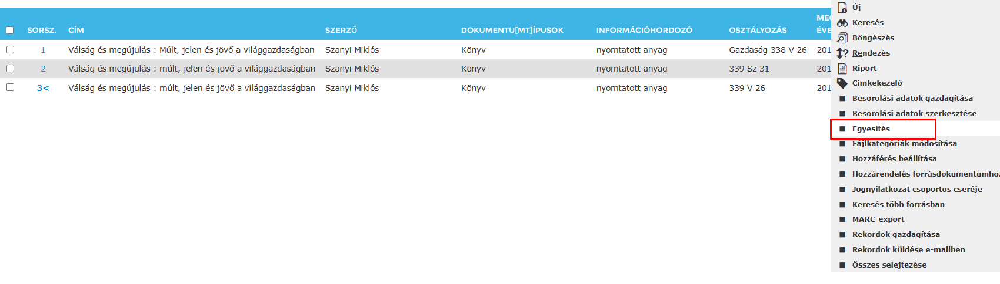 SORSZ. CÍM SZERZŐ DOKUMENTU[MT]ÍPUSOK INFORMÁCIÓHORDOZÓ OSZTÁLYOZÁS
1 Válság és megújulás : Múlt, jelen és jövő a világgazdaságban Szanyi Miklós Könyv nyomtatott anyag Gazdaság 338 V 26 201
2 Válság és megújulás : múlt, jelen és jövő a világgazdaságban Szanyi Miklós Könyv nyomtatott anyag 339 Sz 31 201
3< Válság és megújulás : múlt, jelen és jövő a világgazdaságban Szanyi Miklós Könyv nyomtatott anyag 339 V 26 201
Új
Keresés
Böngészés
Rendezés
Riport
Címkekezelő
Besorolási adatok gazdagítása
Besorolási adatok szerkesztése
Egyesítés
Fájlkategóriák módosítása
Hozzáférés beállítása
Hozzárendelés forrásdokumentumhoz
Jognyilatkozat csoportos cseréje
Keresés több forrásban
MARC-export
Rekordok gazdagítása
Rekordok küldése e-mailben
Összes selejtezése